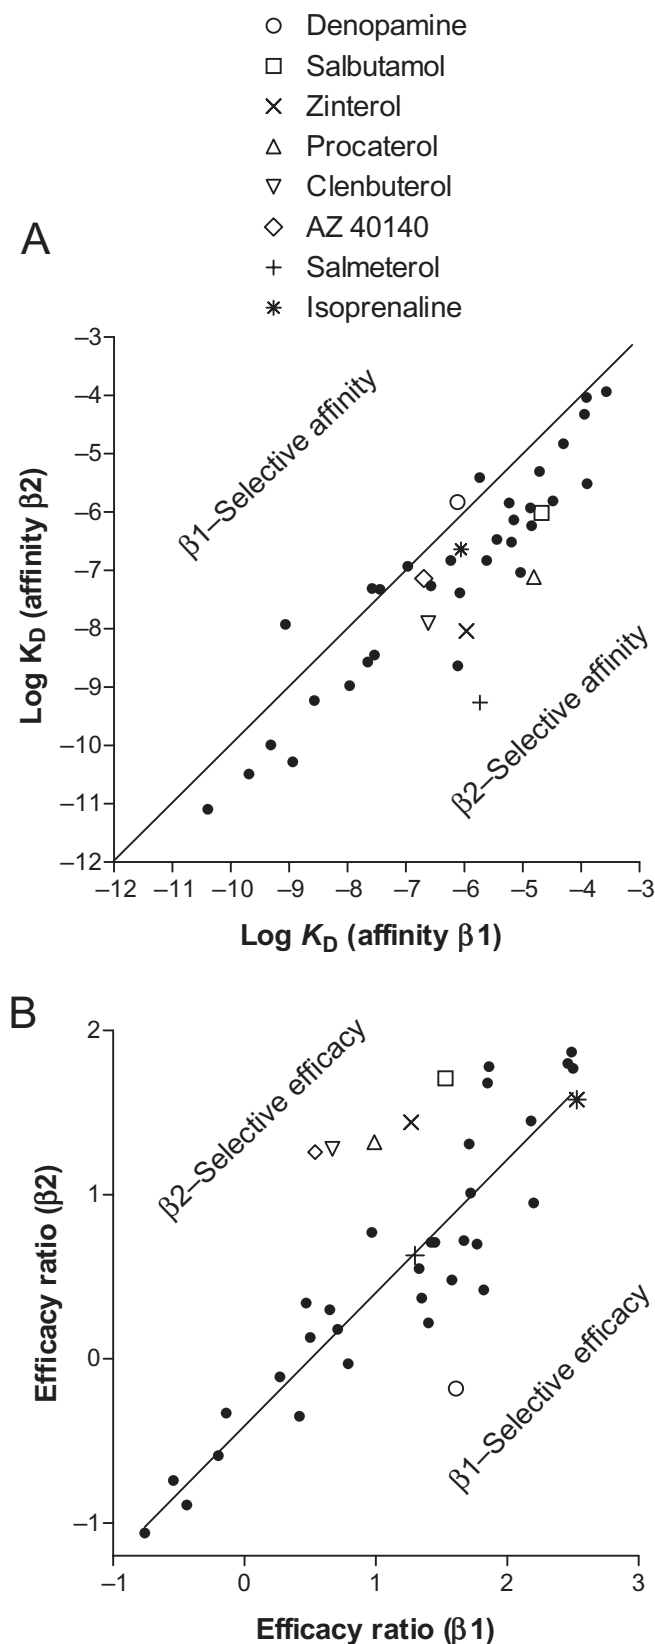 Denopamine
Salbutamol
Zinterol
Procaterol
Clenbuterol
AZ 40140
Salmeterol
Isoprenaline
A
–3
–4
–5
–6
–7
–8
–9
–10
–11
–12
Log K_D (affinity β2)
β1–Selective affinity
β2–Selective affinity
–12 –11 –10 –9 –8 –7 –6 –5 –4 –3
Log K_D (affinity β1)
B
2
1
0
–1
Efficacy ratio (β2)
β2–Selective efficacy
β1–Selective efficacy
–1 0 1 2 3
Efficacy ratio (β1)